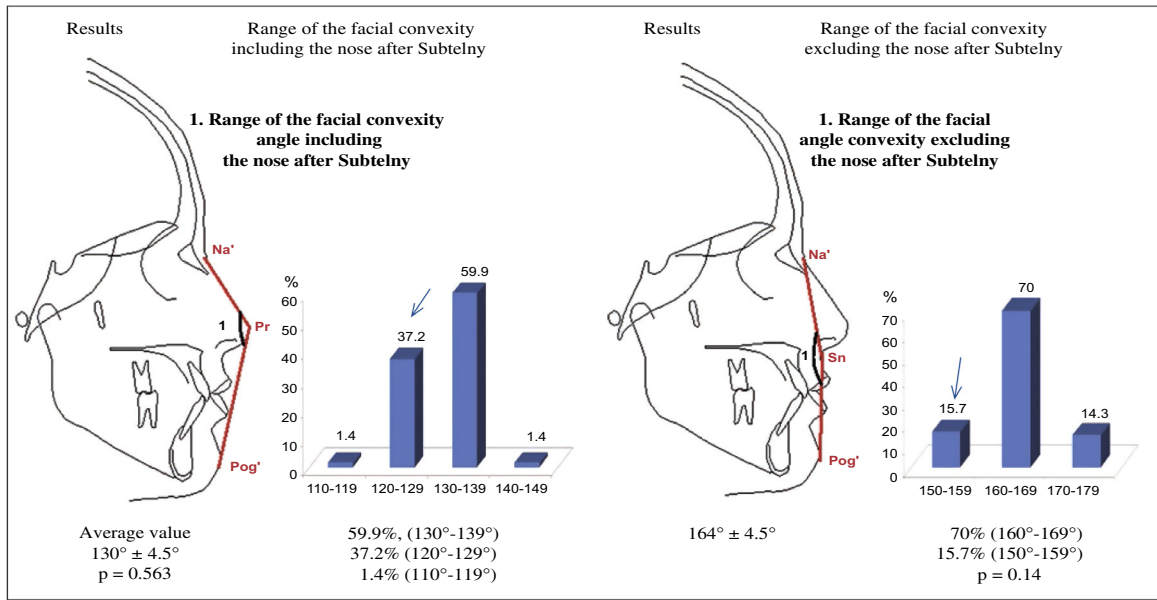 Results
Range of the facial convexity
including the nose after Subtelny
1. Range of the facial convexity
angle including
the nose after Subtelny
Na'
1
Pr
Pog'
%
60
50
40
30
20
10
0
1.4
37.2
59.9
1.4
110-119
120-129
130-139
140-149
Average value
130° ± 4.5°
p = 0.563
59.9%, (130°-139°)
37.2% (120°-129°)
1.4% (110°-119°)
Results
Range of the facial convexity
excluding the nose after Subtelny
1. Range of the facial
angle convexity excluding
the nose after Subtelny
Na'
1
Sn
Pog'
%
70
60
50
40
30
20
10
0
15.7
70
14.3
150-159
160-169
170-179
164° ± 4.5°
70% (160°-169°)
15.7% (150°-159°)
p = 0.14